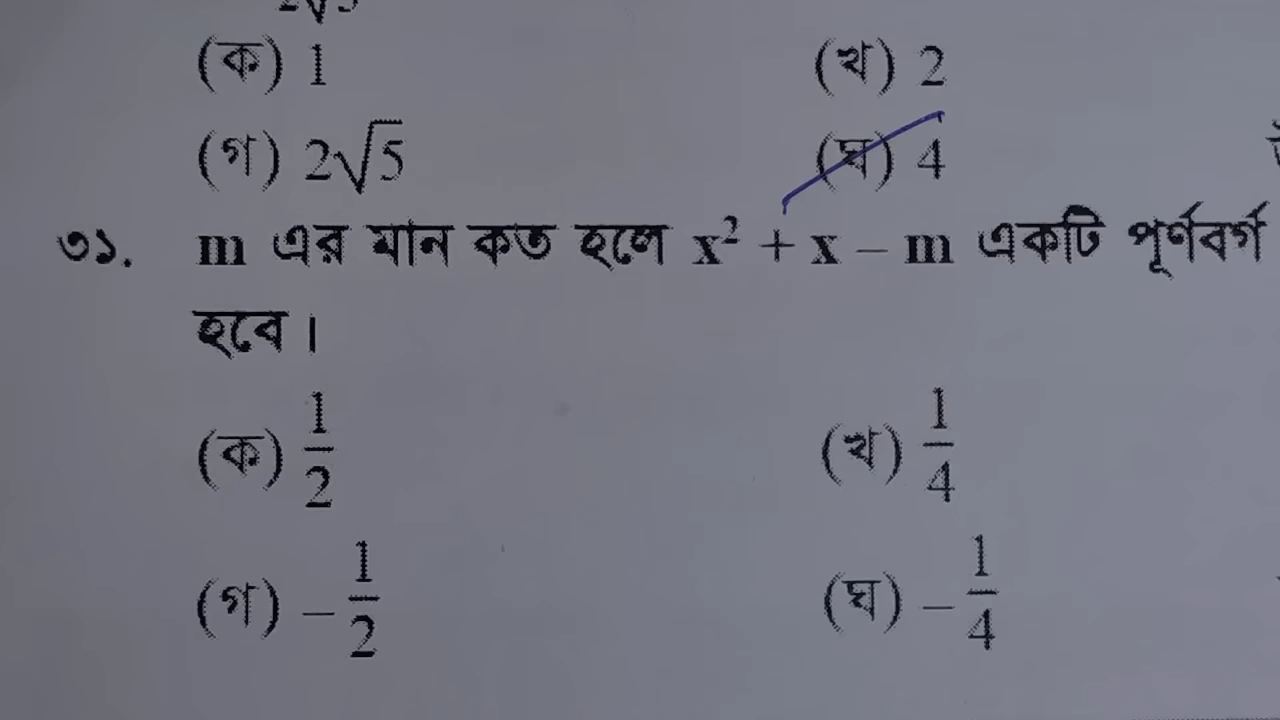 (ক) 1 (খ) 2
(গ) 2√5 (ঘ) 4
৩১. m এর মান কত হলে x² + x – m একটি পূর্ণবর্গ
হবে।
(ক) 1/2 (খ) 1/4
(গ) – 1/2 (ঘ) – 1/4